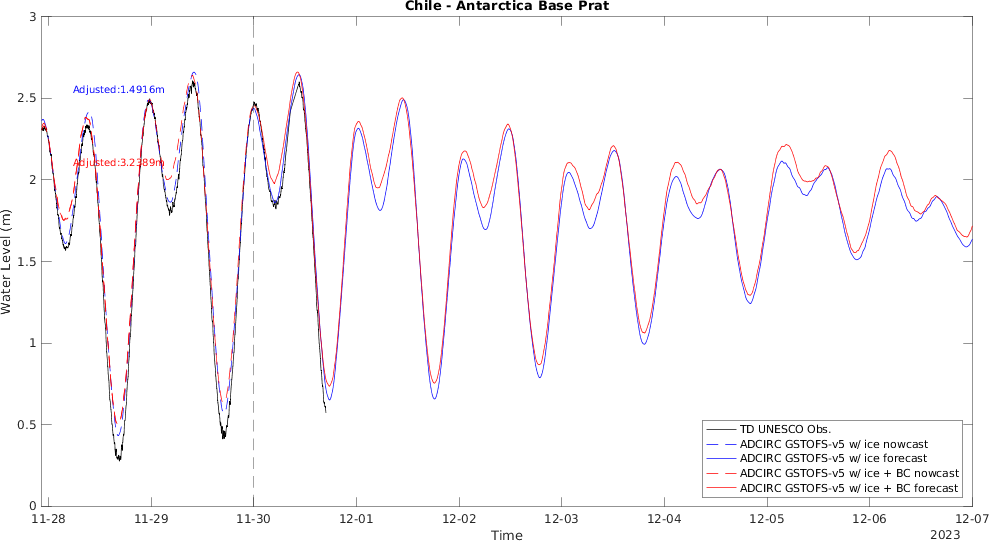 Chile - Antarctica Base Prat
3
2.5
2
1.5
1
0.5
0
Water Level (m)
Adjusted:1.4916m
Adjusted:3.2389m
TD UNESCO Obs.
ADCIRC GSTOFS-v5 w/ ice nowcast
ADCIRC GSTOFS-v5 w/ ice forecast
ADCIRC GSTOFS-v5 w/ ice + BC nowcast
ADCIRC GSTOFS-v5 w/ ice + BC forecast
11-28 11-29 11-30 12-01 12-02 12-03 12-04 12-05 12-06 12-07
Time
2023